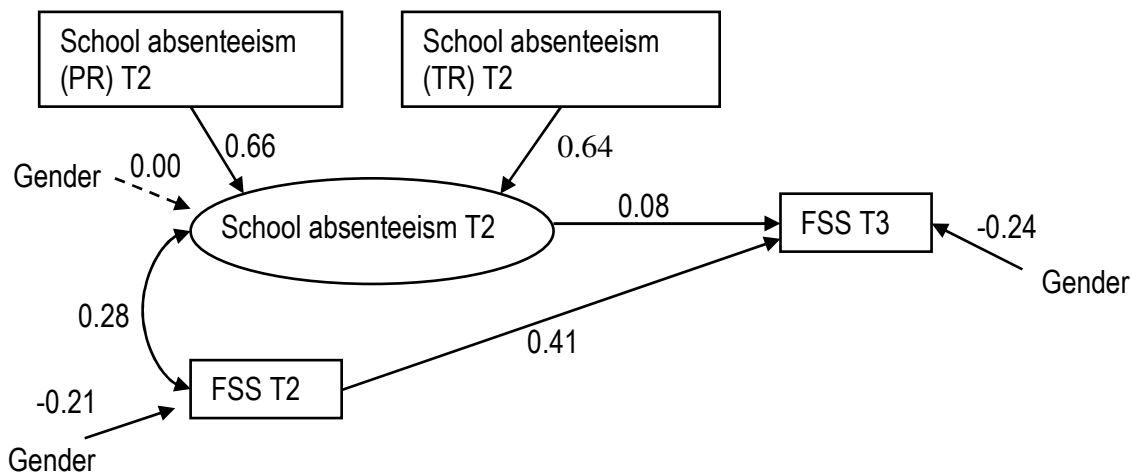 School absenteeism
(PR) T2
School absenteeism
(TR) T2
0.66
0.64
0.00
Gender
School absenteeism T2
0.08
FSS T3
-0.24
Gender
0.28
0.41
FSS T2
-0.21
Gender